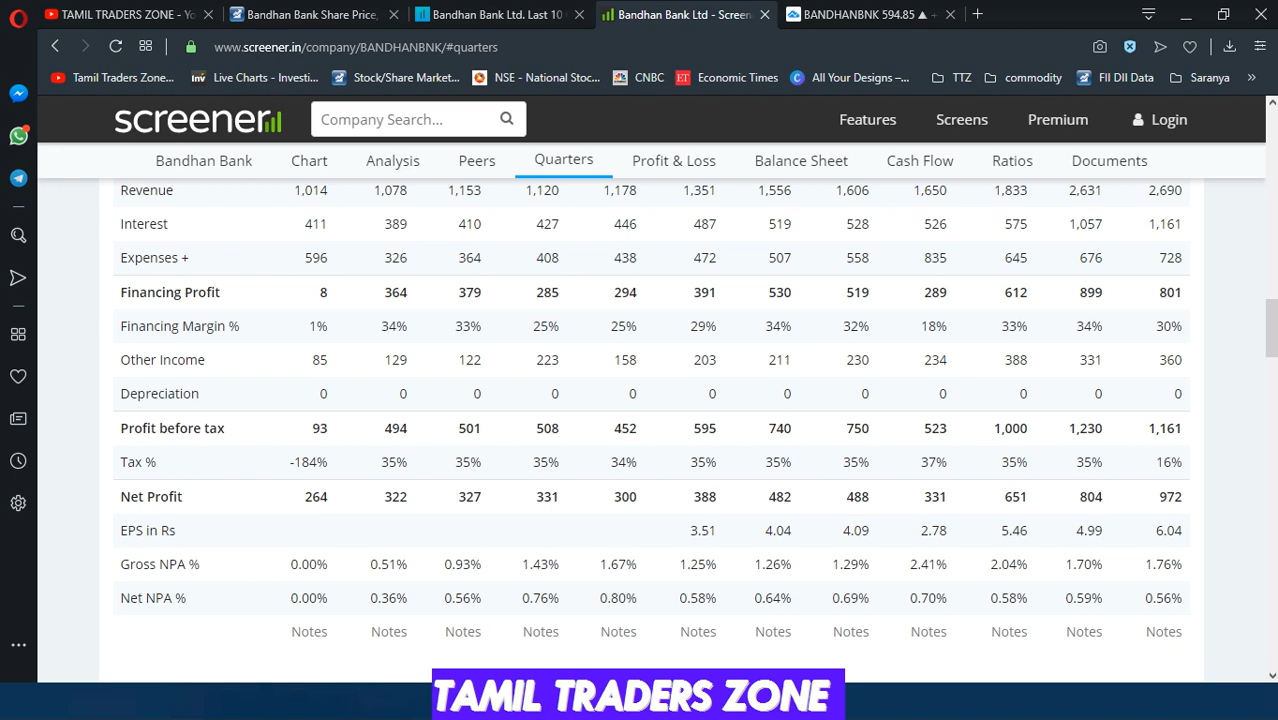 TAMIL TRADERS ZONE - Yo
Bandhan Bank Share Price,
Bandhan Bank Ltd. Last 10
Bandhan Bank Ltd - Screen
BANDHANBNK 594.85 ▲ +
www.screener.in/company/BANDHANBNK/#quarters
Tamil Traders Zone...
Live Charts - Investi...
Stock/Share Market...
NSE - National Stoc...
CNBC
Economic Times
All Your Designs –...
TTZ
commodity
FII DII Data
Saranya
»
screener
Company Search...
Features
Screens
Premium
Login
Bandhan Bank Chart Analysis Peers Quarters Profit & Loss Balance Sheet Cash Flow Ratios Documents
Revenue 1,014 1,078 1,153 1,120 1,178 1,351 1,556 1,606 1,650 1,833 2,631 2,690
Interest 411 389 410 427 446 487 519 528 526 575 1,057 1,161
Expenses + 596 326 364 408 438 472 507 558 835 645 676 728
Financing Profit 8 364 379 285 294 391 530 519 289 612 899 801
Financing Margin % 1% 34% 33% 25% 25% 29% 34% 32% 18% 33% 34% 30%
Other Income 85 129 122 223 158 203 211 230 234 388 331 360
Depreciation 0 0 0 0 0 0 0 0 0 0 0 0
Profit before tax 93 494 501 508 452 595 740 750 523 1,000 1,230 1,161
Tax % -184% 35% 35% 35% 34% 35% 35% 35% 37% 35% 35% 16%
Net Profit 264 322 327 331 300 388 482 488 331 651 804 972
EPS in Rs 3.51 4.04 4.09 2.78 5.46 4.99 6.04
Gross NPA % 0.00% 0.51% 0.93% 1.43% 1.67% 1.25% 1.26% 1.29% 2.41% 2.04% 1.70% 1.76%
Net NPA % 0.00% 0.36% 0.56% 0.76% 0.80% 0.58% 0.64% 0.69% 0.70% 0.58% 0.59% 0.56%
Notes Notes Notes Notes Notes Notes Notes Notes Notes Notes Notes Notes
TAMIL TRADERS ZONE